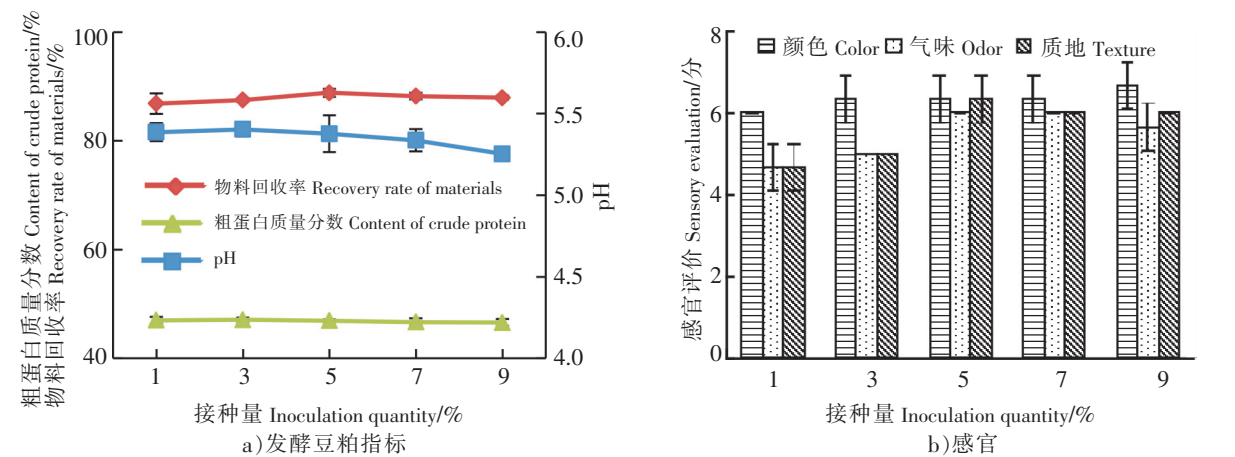 粗蛋白质量分数 Content of crude protein/%
物料回收率 Recovery rate of materials/%
100
80
60
40
6.0
5.5
5.0
4.5
4.0
pH
物料回收率 Recovery rate of materials
粗蛋白质量分数 Content of crude protein
pH
1 3 5 7 9
接种量 Inoculation quantity/%
a)发酵豆粕指标
感官评价 Sensory evaluation/分
8
6
4
2
0
颜色 Color 气味 Odor 质地 Texture
1 3 5 7 9
接种量 Inoculation quantity/%
b)感官